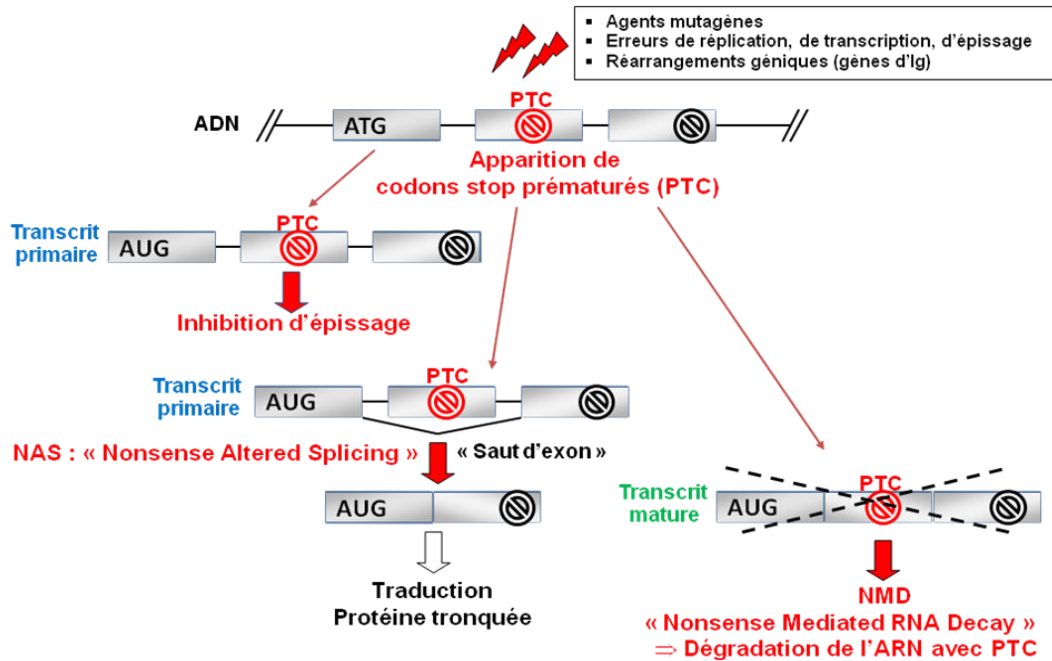 ▪ Agents mutagènes
▪ Erreurs de réplication, de transcription, d'épissage
▪ Réarrangements géniques (gènes d'Ig)
PTC
ADN
ATG
Apparition de
codons stop prématurés (PTC)
PTC
Transcrit
primaire
AUG
Inhibition d'épissage
PTC
Transcrit
primaire
AUG
NAS : « Nonsense Altered Splicing »
« Saut d'exon »
AUG
Traduction
Protéine tronquée
PTC
Transcrit
mature
AUG
NMD
« Nonsense Mediated RNA Decay »
⇒ Dégradation de l'ARN avec PTC